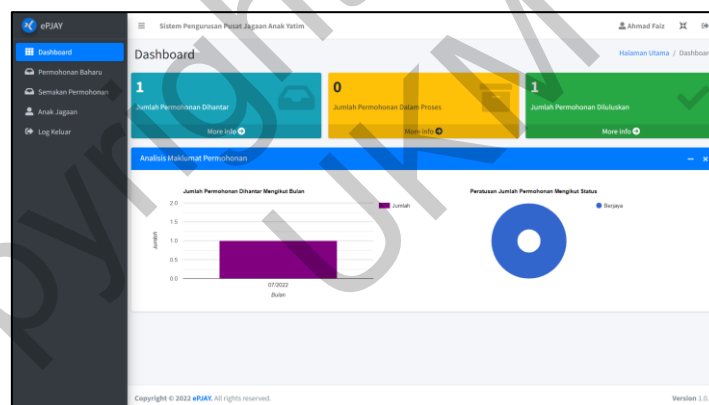 ePJAY
Sistem Pengurusan Pusat Jagaan Anak Yatim
Ahmad Faiz
Dashboard
Permohonan Baharu
Semakan Permohonan
Anak Jagaan
Log Keluar
Dashboard
Halaman Utama / Dashboar
1
Jumlah Permohonan Dihantar
More info
0
Jumlah Permohonan Dalam Proses
More info
1
Jumlah Permohonan Diluluskan
More info
Analisis Maklumat Permohonan
Jumlah Permohonan Dihantar Mengikut Bulan
2.0
1.5
1.0
0.5
0.0
Jumlah
07/2022
Bulan
Jumlah
Peratusan Jumlah Permohonan Mengikut Status
Berjaya
Copyright © 2022 ePJAY. All rights reserved.
Version 1.0.
pyright
UKM